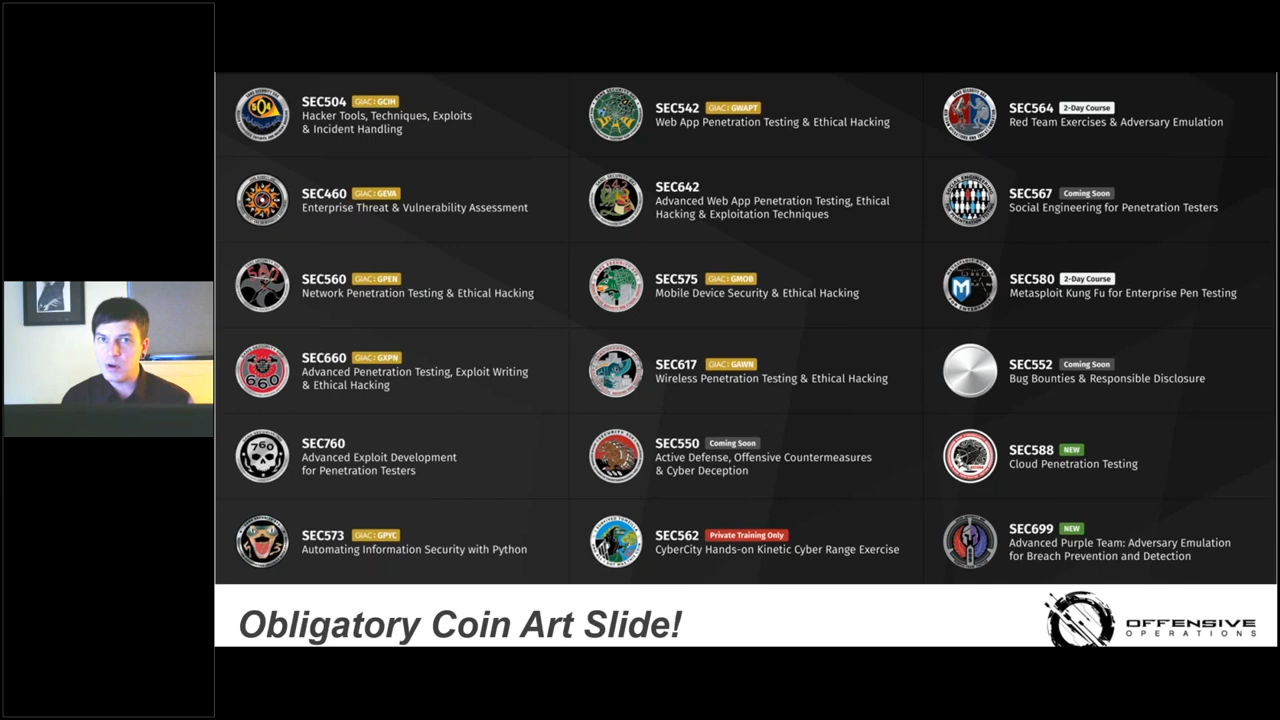 SEC504 GIAC:GCIH
Hacker Tools, Techniques, Exploits
& Incident Handling
SEC460 GIAC:GEVA
Enterprise Threat & Vulnerability Assessment
SEC560 GIAC:GPEN
Network Penetration Testing & Ethical Hacking
SEC660 GIAC:GXPN
Advanced Penetration Testing, Exploit Writing
& Ethical Hacking
SEC760
Advanced Exploit Development
for Penetration Testers
SEC573 GIAC:GPYC
Automating Information Security with Python
SEC542 GIAC:GWAPT
Web App Penetration Testing & Ethical Hacking
SEC642
Advanced Web App Penetration Testing, Ethical
Hacking & Exploitation Techniques
SEC575 GIAC:GMOB
Mobile Device Security & Ethical Hacking
SEC617 GIAC:GAWN
Wireless Penetration Testing & Ethical Hacking
SEC550 Coming Soon
Active Defense, Offensive Countermeasures
& Cyber Deception
SEC562 Private Training Only
CyberCity Hands-on Kinetic Cyber Range Exercise
SEC564 2-Day Course
Red Team Exercises & Adversary Emulation
SEC567 Coming Soon
Social Engineering for Penetration Testers
SEC580 2-Day Course
Metasploit Kung Fu for Enterprise Pen Testing
SEC552 Coming Soon
Bug Bounties & Responsible Disclosure
SEC588 NEW
Cloud Penetration Testing
SEC699 NEW
Advanced Purple Team: Adversary Emulation
for Breach Prevention and Detection
504
560
660
760
642
Obligatory Coin Art Slide!
OFFENSIVE
OPERATIONS